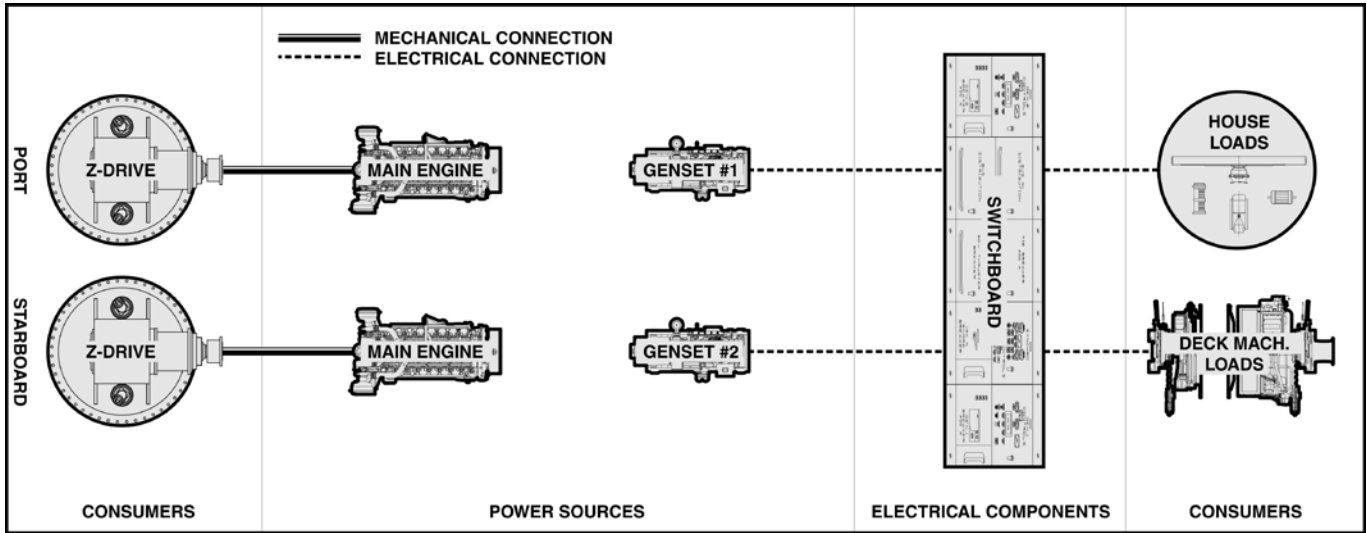 MECHANICAL CONNECTION
ELECTRICAL CONNECTION
PORT
Z-DRIVE
MAIN ENGINE
GENSET #1
SWITCHBOARD
HOUSE
LOADS
STARBOARD
Z-DRIVE
MAIN ENGINE
GENSET #2
DECK MACH.
LOADS
CONSUMERS
POWER SOURCES
ELECTRICAL COMPONENTS
CONSUMERS